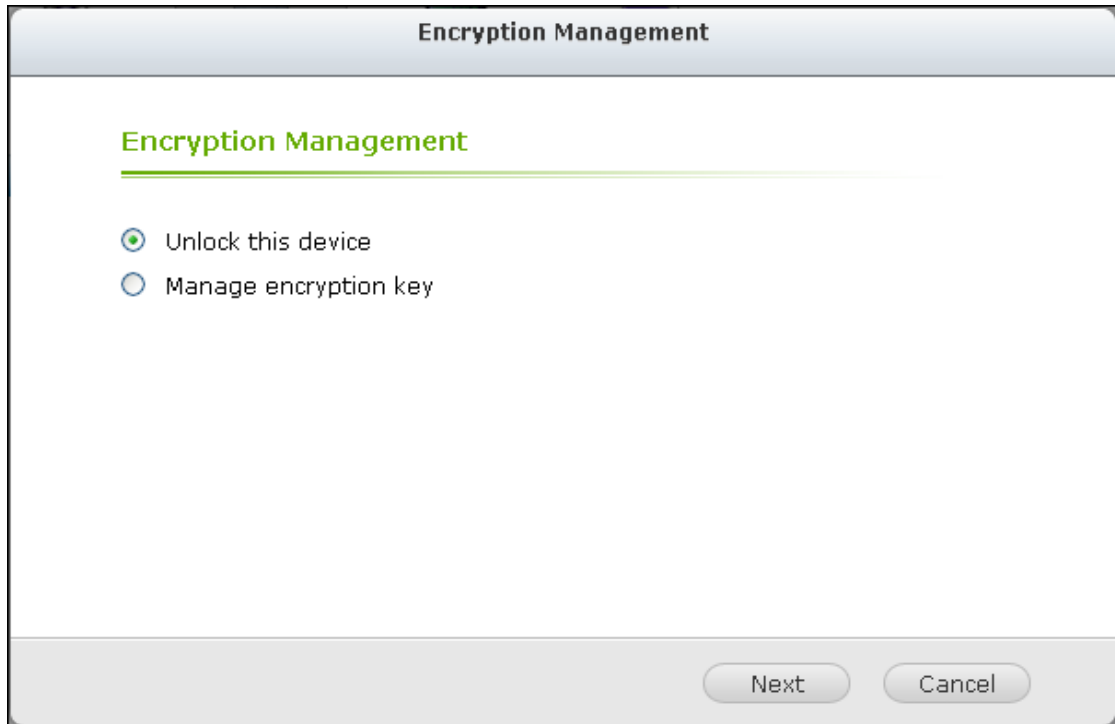 Encryption Management
Encryption Management
Unlock this device
Manage encryption key
Next Cancel